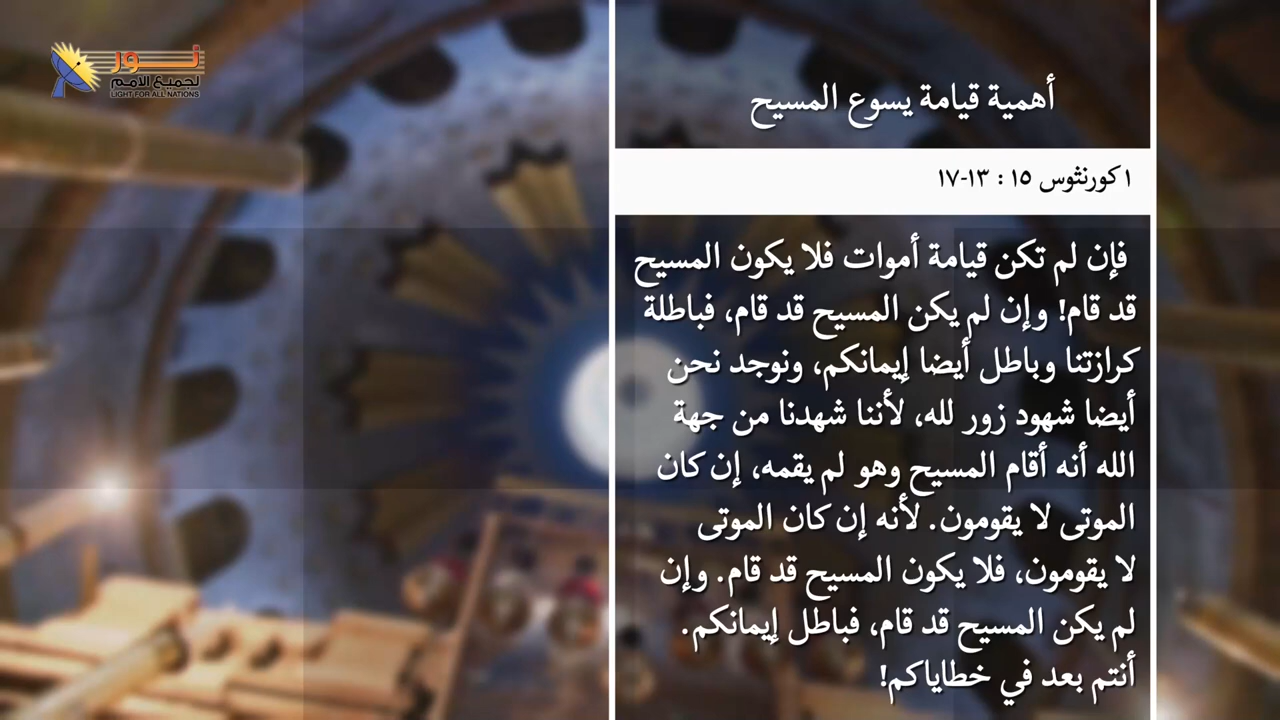 نور
لجميع الأمم
LIGHT FOR ALL NATIONS
أهمية قيامة يسوع المسيح
١ كورنثوس ١٥ : ١٣-١٧
فإن لم تكن قيامة أموات فلا يكون المسيح
قد قام! وإن لم يكن المسيح قد قام، فباطلة
كرازتنا وباطل أيضا إيمانكم، ونوجد نحن
أيضا شهود زور لله، لأننا شهدنا من جهة
الله أنه أقام المسيح وهو لم يقمه، إن كان
الموتى لا يقومون. لأنه إن كان الموتى
لا يقومون، فلا يكون المسيح قد قام. وإن
لم يكن المسيح قد قام، فباطل إيمانكم.
أنتم بعد في خطاياكم!